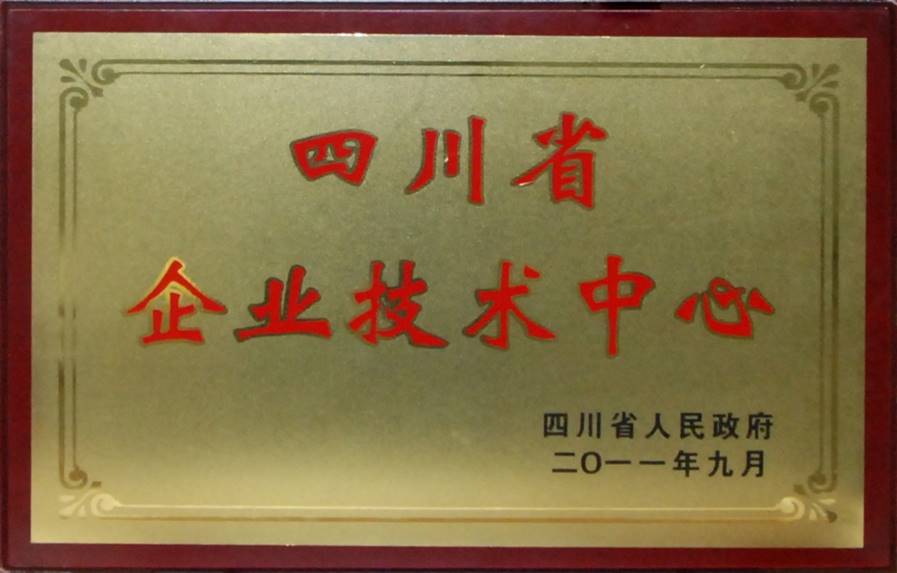 四川省
企业技术中心
四川省人民政府
二O一一年九月